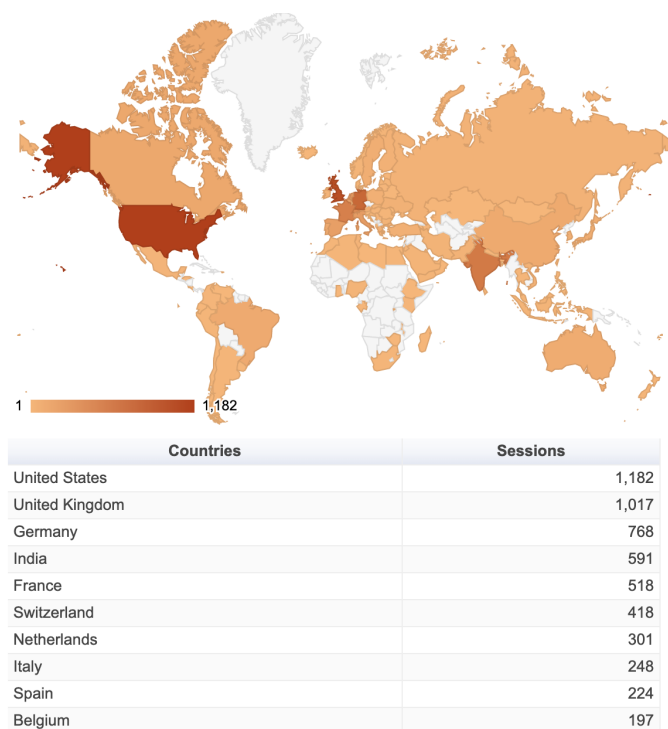 1 1,182
Countries Sessions
United States 1,182
United Kingdom 1,017
Germany 768
India 591
France 518
Switzerland 418
Netherlands 301
Italy 248
Spain 224
Belgium 197